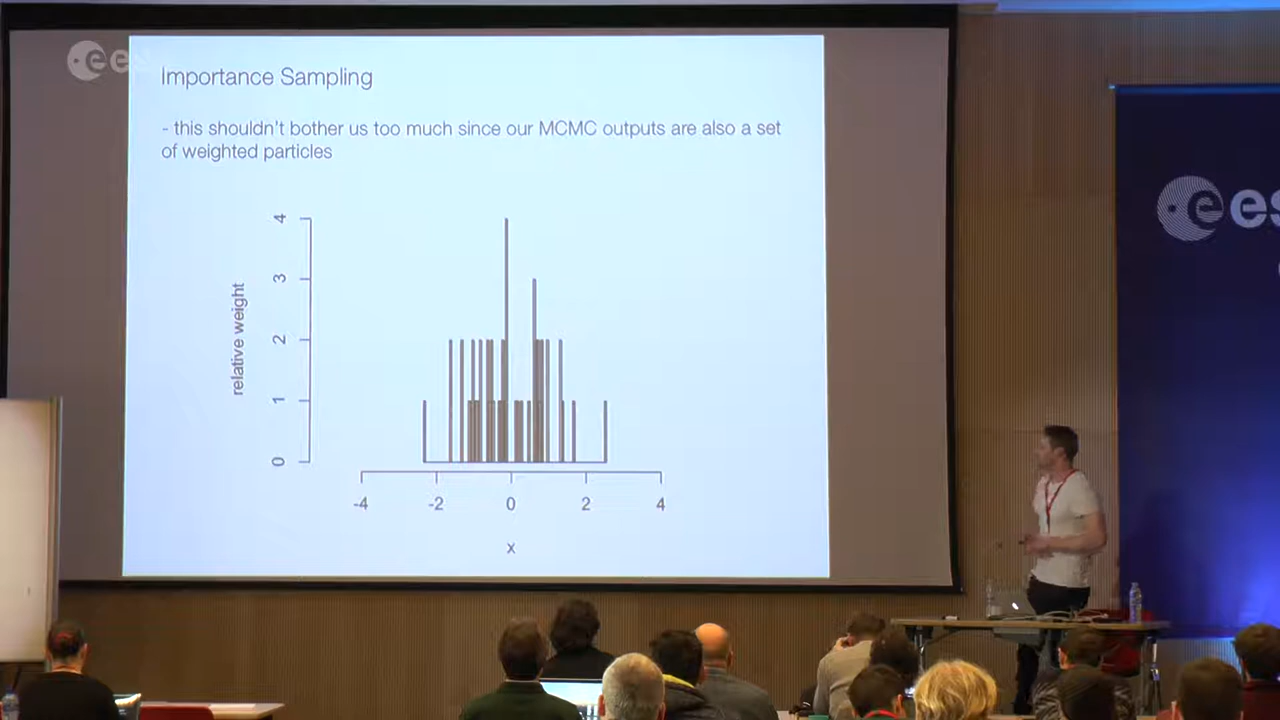 Importance Sampling
- this shouldn't bother us too much since our MCMC outputs are also a set
of weighted particles
4
3
2
1
0
relative weight
-4 -2 0 2 4
x